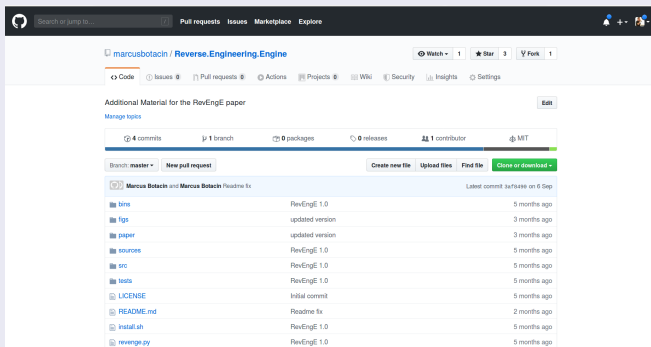 Search or jump to... / Pull requests Issues Marketplace Explore
marcusbotacin / Reverse.Engineering.Engine Watch 1 Star 3 Fork 1
Code Issues 0 Pull requests 0 Actions Projects 0 Wiki Security Insights Settings
Additional Material for the RevEngE paper Edit
Manage topics
4 commits 1 branch 0 packages 0 releases 1 contributor MIT
Branch: master New pull request Create new file Upload files Find file Clone or download
Marcus Botacin and Marcus Botacin Readme fix Latest commit on 6 Sep
bins RevEngE 1.0 5 months ago
figs updated version 3 months ago
paper updated version 3 months ago
sources RevEngE 1.0 5 months ago
src RevEngE 1.0 5 months ago
tests RevEngE 1.0 5 months ago
LICENSE Initial commit 5 months ago
README.md Readme fix 2 months ago
install.sh RevEngE 1.0 5 months ago
revenge.py RevEngE 1.0 5 months ago